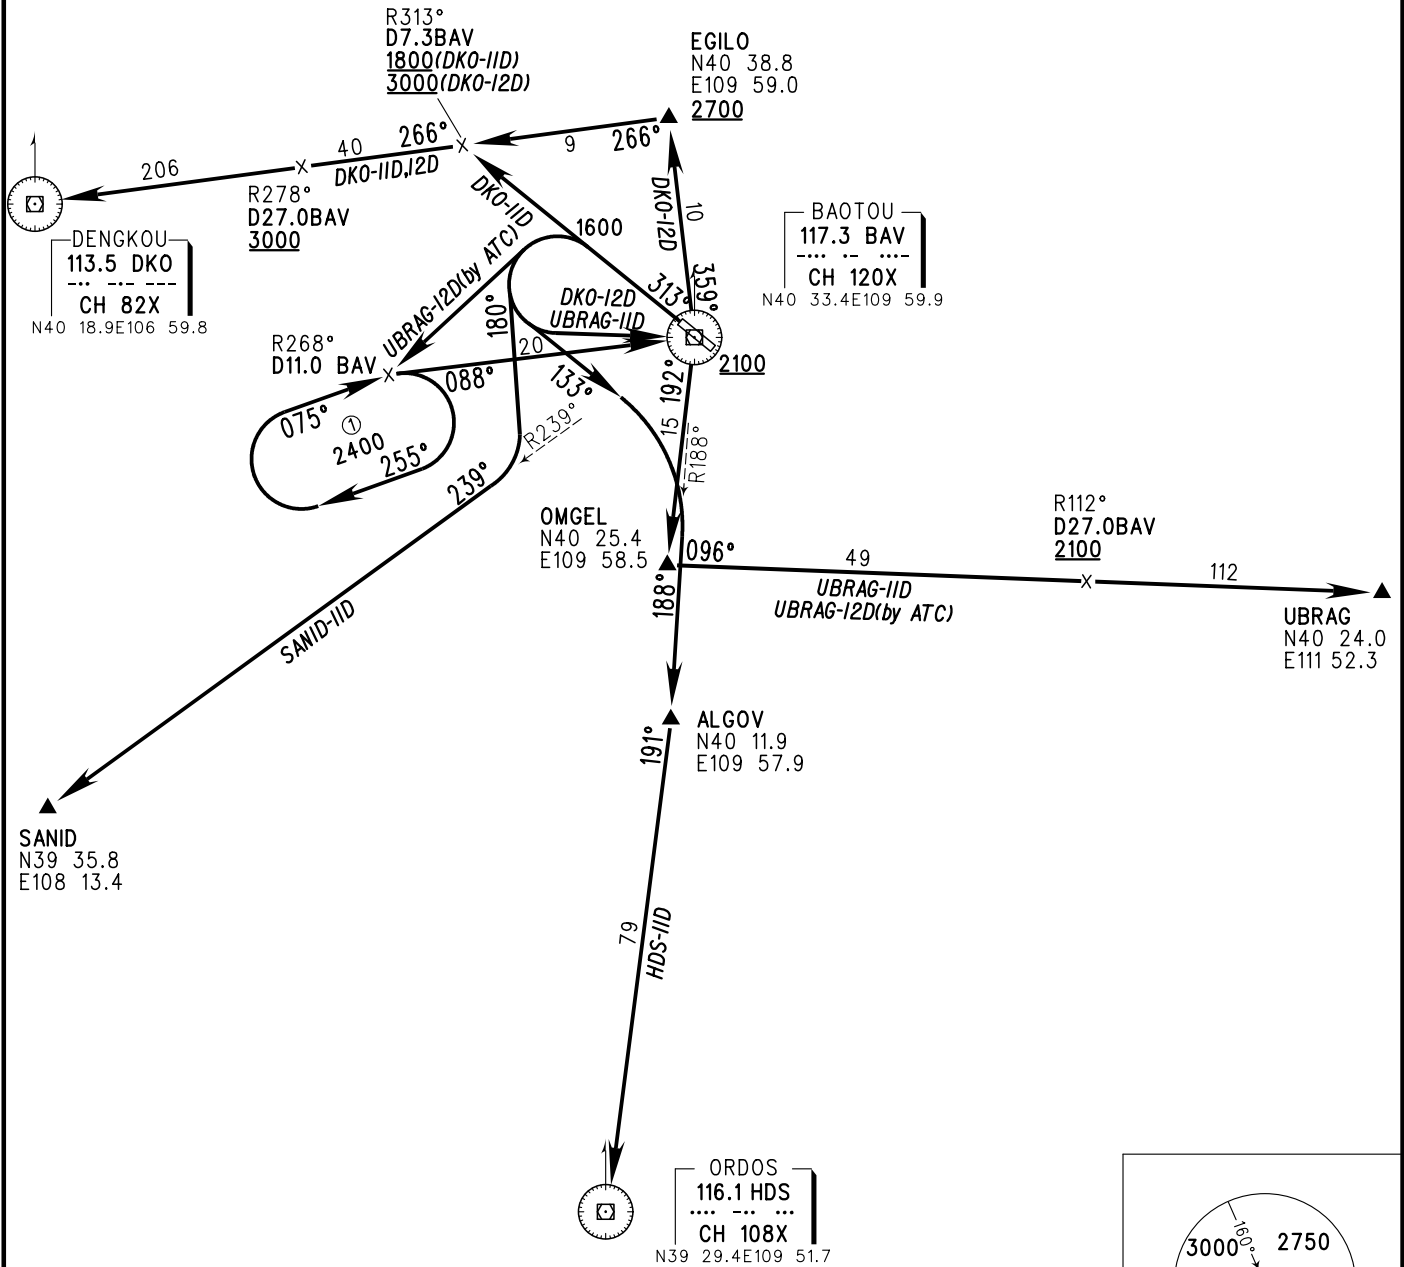 R313°
D7.3BAV
1800(DKO-11D)
3000(DKO-12D)
EGILO
N40 38.8
E109 59.0
2700
266°
9
266°
40
DKO-11D,12D
206
R278°
D27.0BAV
3000
DENGKOU
113.5 DKO
-·· -·- ---
CH 82X
N40 18.9E106 59.8
DKO-11D
1600
DKO-12D
10
359°
313°
BAOTOU
117.3 BAV
-··· ·- ···-
CH 120X
N40 33.4E109 59.9
UBRAG-12D(by ATC)
180°
DKO-12D
UBRAG-11D
R268°
D11.0 BAV
20
088°
2100
133°
192°
15
R188°
075°
1
2400
255°
R239°
239°
OMGEL
N40 25.4
E109 58.5
096°
49
UBRAG-11D
UBRAG-12D(by ATC)
R112°
D27.0BAV
2100
112
UBRAG
N40 24.0
E111 52.3
188°
SANID-11D
ALGOV
N40 11.9
E109 57.9
191°
SANID
N39 35.8
E108 13.4
79
HDS-11D
ORDOS
116.1 HDS
···· -·· ···
CH 108X
N39 29.4E109 51.7
3000
160°
2750